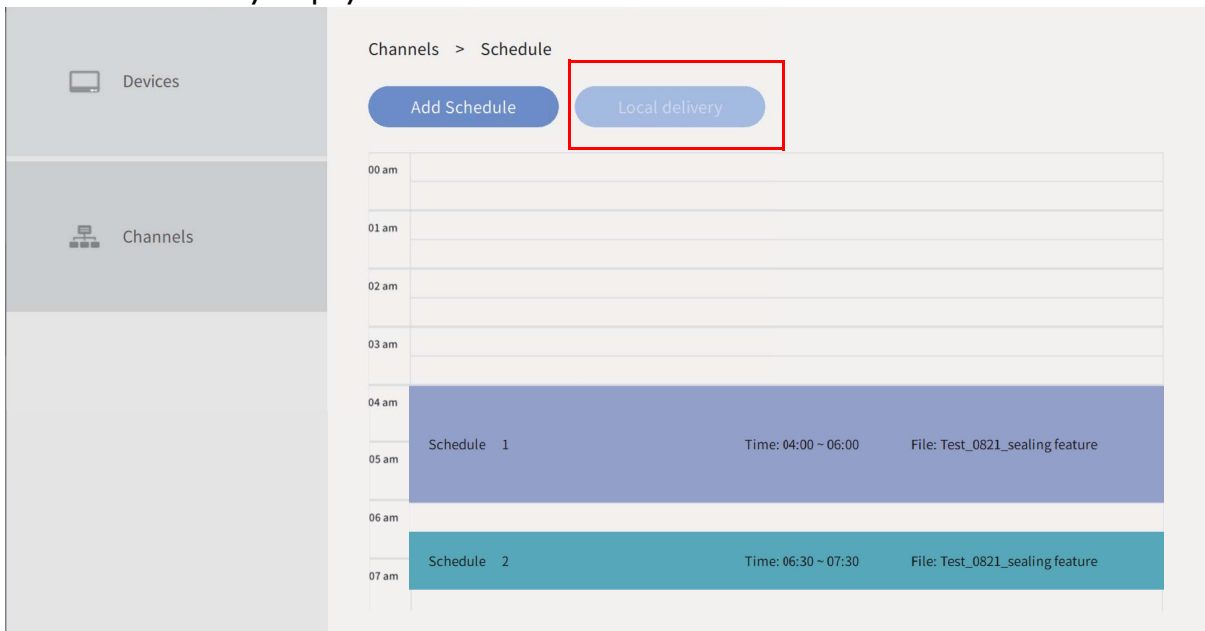 Devices
Channels
Channels > Schedule
Add Schedule
Local delivery
00 am
01 am
02 am
03 am
04 am
Schedule 1 Time: 04:00 ~ 06:00 File: Test_0821_sealing feature
05 am
06 am
Schedule 2 Time: 06:30 ~ 07:30 File: Test_0821_sealing feature
07 am